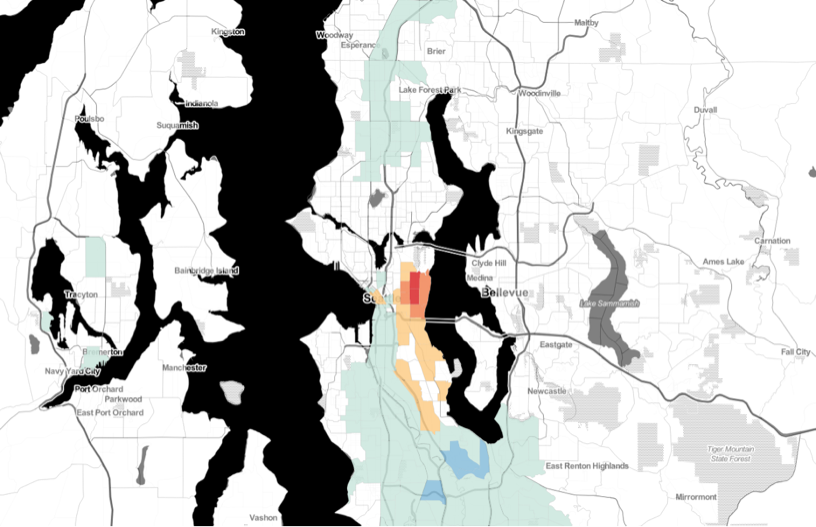 Maltby
Kingston
Woodway
Esperance
Brier
Lake Forest Park
Woodinville
Indianola
Duvall
Poulsbo
Suquamish
Kingsgate
Carnation
Clyde Hill
Ames Lake
Bainbridge Island
Medina
Tracyton
Bellevue
Lake Sammamish
Eastgate
Bremerton
Fall City
Manchester
Navy Yard City
Port Orchard
Newcastle
Parkwood
East Port Orchard
Tiger Mountain
State Forest
East Renton Highlands
Mirrormont
Vashon